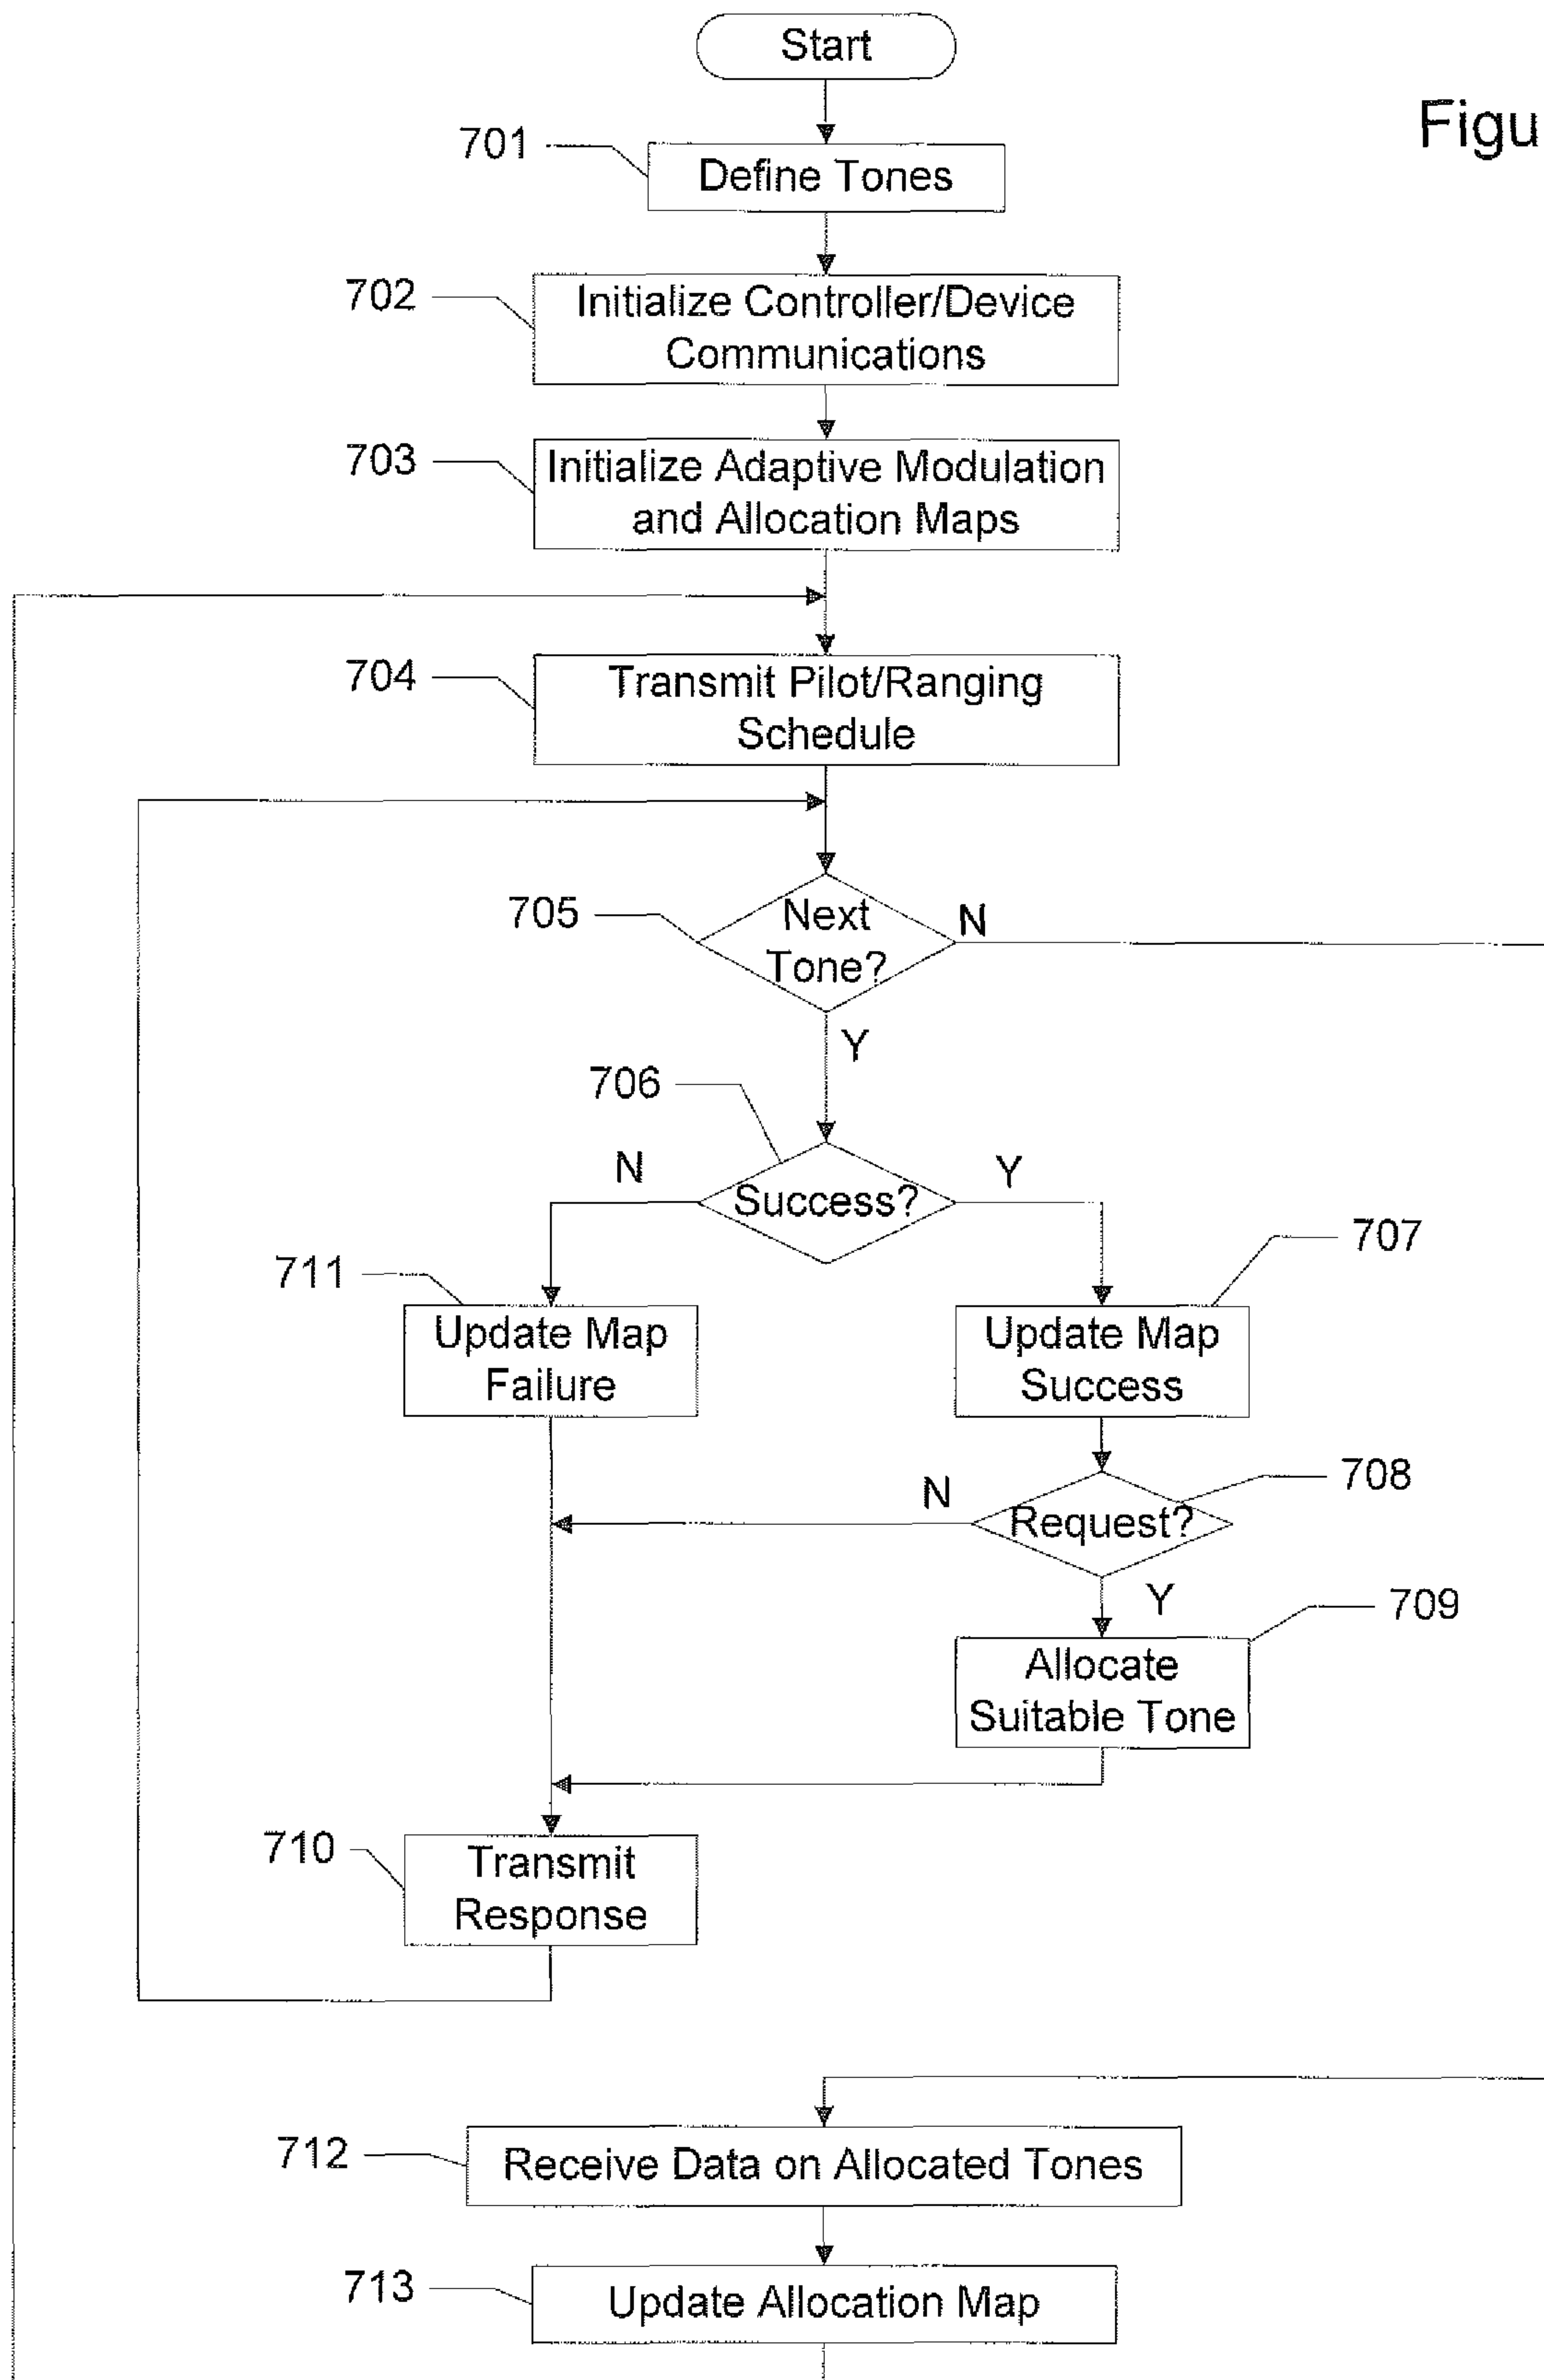 Start
Figu
701
Define Tones
702
Initialize Controller/Device
Communications
703
Initialize Adaptive Modulation
and Allocation Maps
704
Transmit Pilot/Ranging
Schedule
705
Next
Tone?
N
Y
706
N
Success?
Y
707
711
Update Map
Failure
Update Map
Success
708
N
Request?
Y
709
Allocate
Suitable Tone
710
Transmit
Response
712
Receive Data on Allocated Tones
713
Update Allocation Map